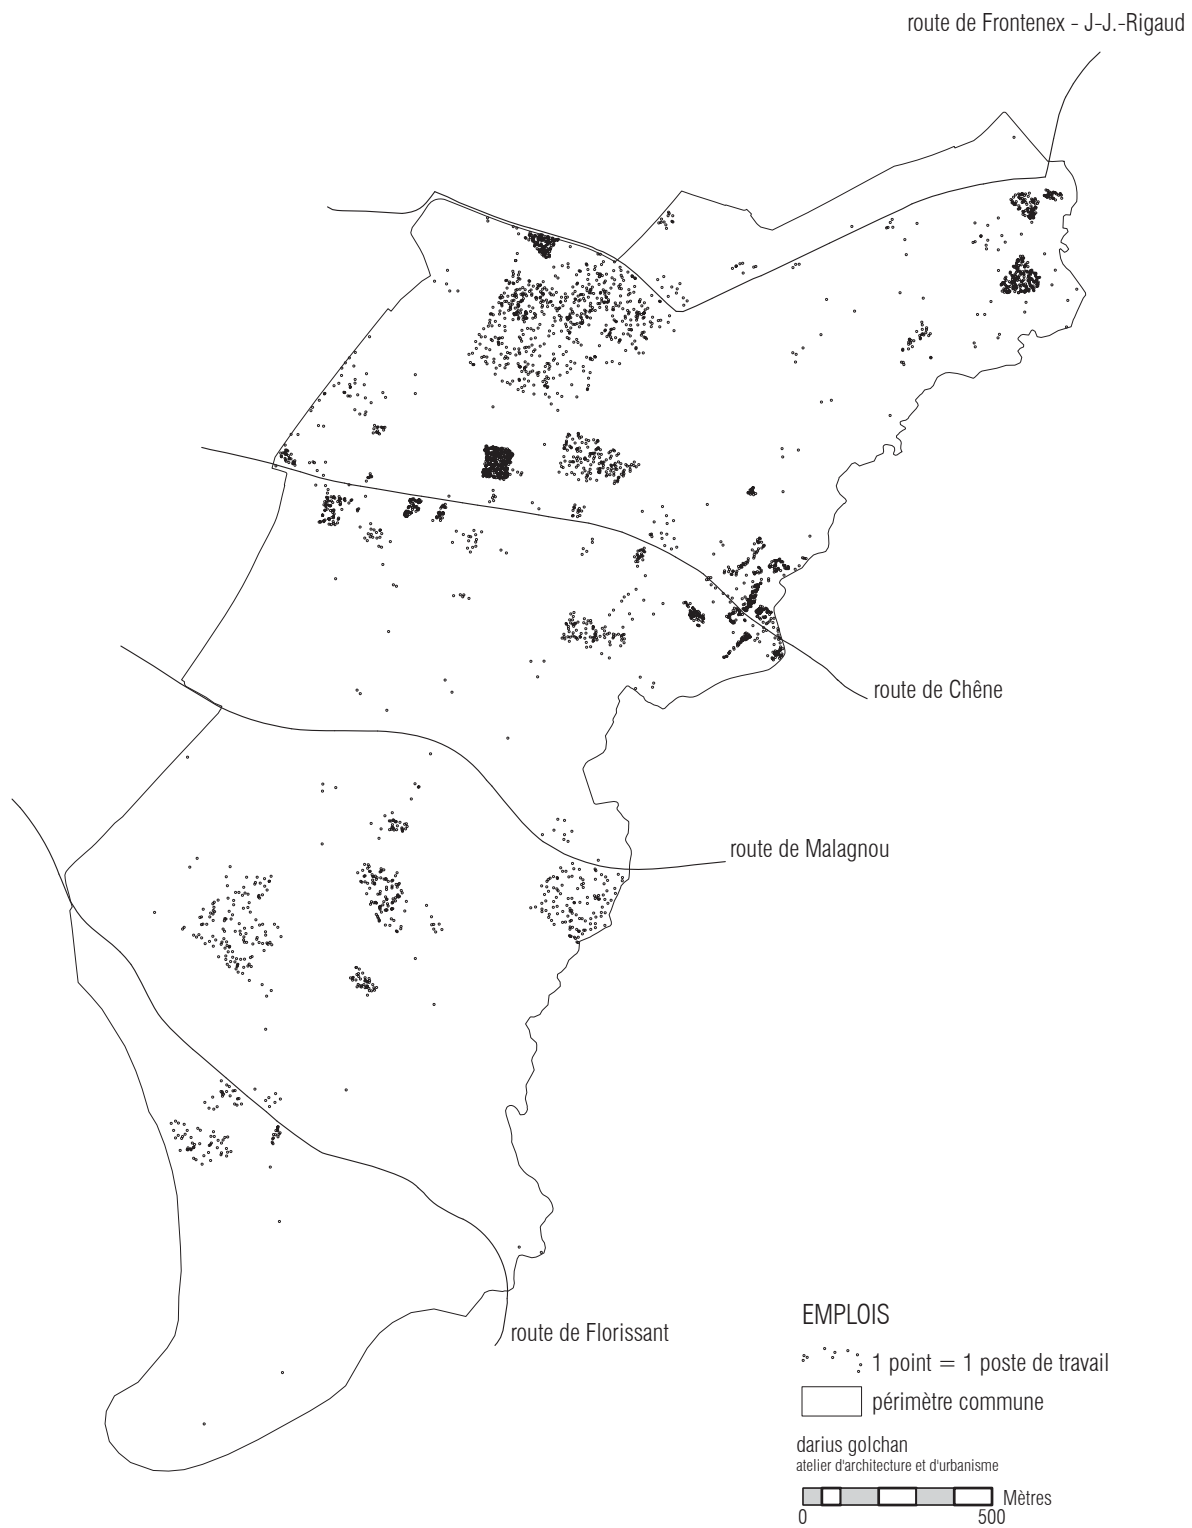 route de Frontenex - J-J.-Rigaud
route de Chêne
route de Malagnou
route de Florissant
EMPLOIS
1 point = 1 poste de travail
périmètre commune
darius golchan
atelier d'architecture et d'urbanisme
Mètres
0 500